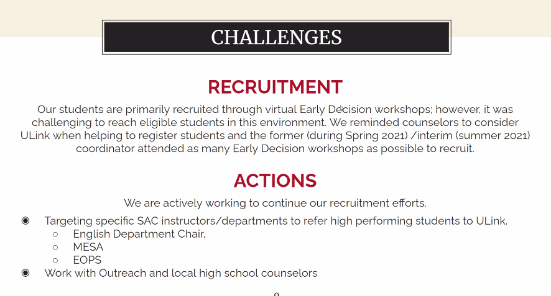 CHALLENGES
RECRUITMENT
Our students are primarily recruited through virtual Early Decision workshops; however, it was
challenging to reach eligible students in this environment. We reminded counselors to consider
ULink when helping to register students and the former (during Spring 2021) /interim (summer 2021)
coordinator attended as many Early Decision workshops as possible to recruit.
ACTIONS
We are actively working to continue our recruitment efforts.
◉ Targeting specific SAC instructors/departments to refer high performing students to ULink.
○ English Department Chair,
○ MESA
○ EOPS
◉ Work with Outreach and local high school counselors